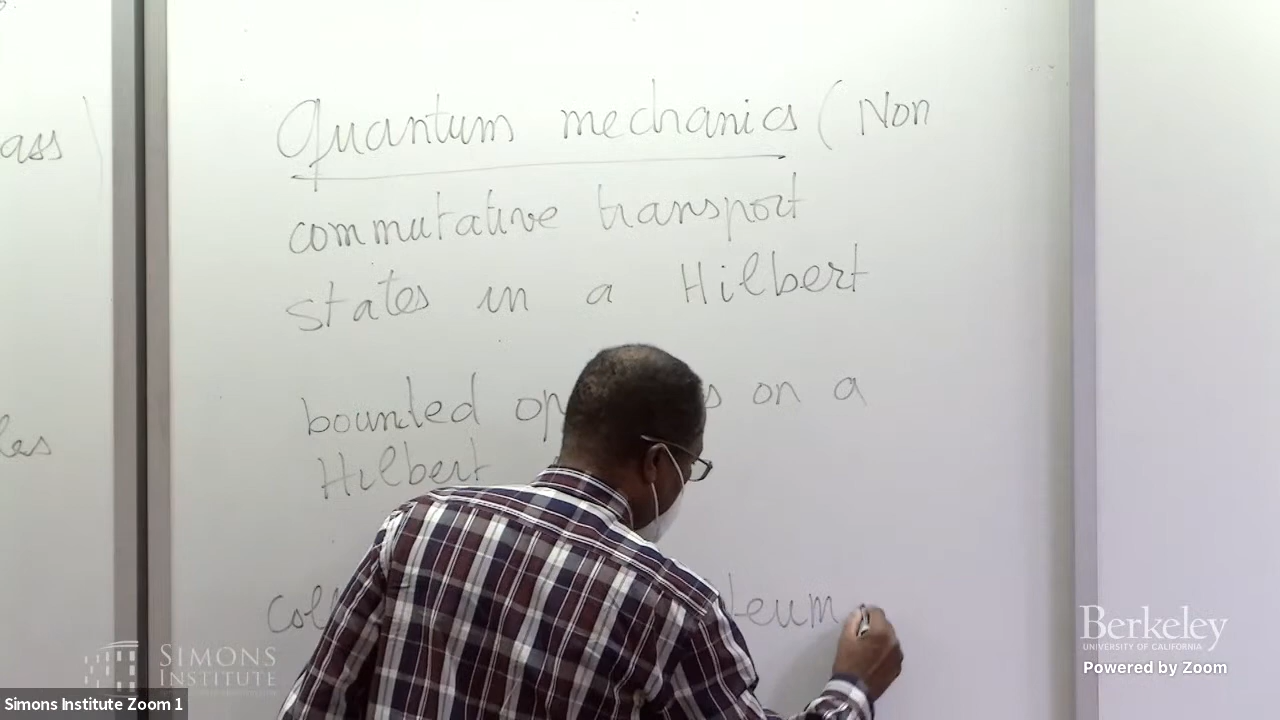 ass)
Quantum mechanics (Non
commutative transport
states in a Hilbert
bounded op s on a
Hilbert
les
Col teum
SIMONS
INSTITUTE
Berkeley
UNIVERSITY OF CALIFORNIA
Powered by Zoom
Simons Institute Zoom 1